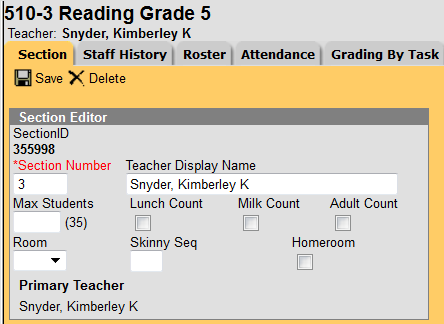 510-3 Reading Grade 5
Teacher: Snyder, Kimberley K
Section Staff History Roster Attendance Grading By Task
Save Delete
Section Editor
SectionID
355998
*Section Number Teacher Display Name
3 Snyder, Kimberley K
Max Students Lunch Count Milk Count Adult Count
(35)
Room Skinny Seq Homeroom
Primary Teacher
Snyder, Kimberley K